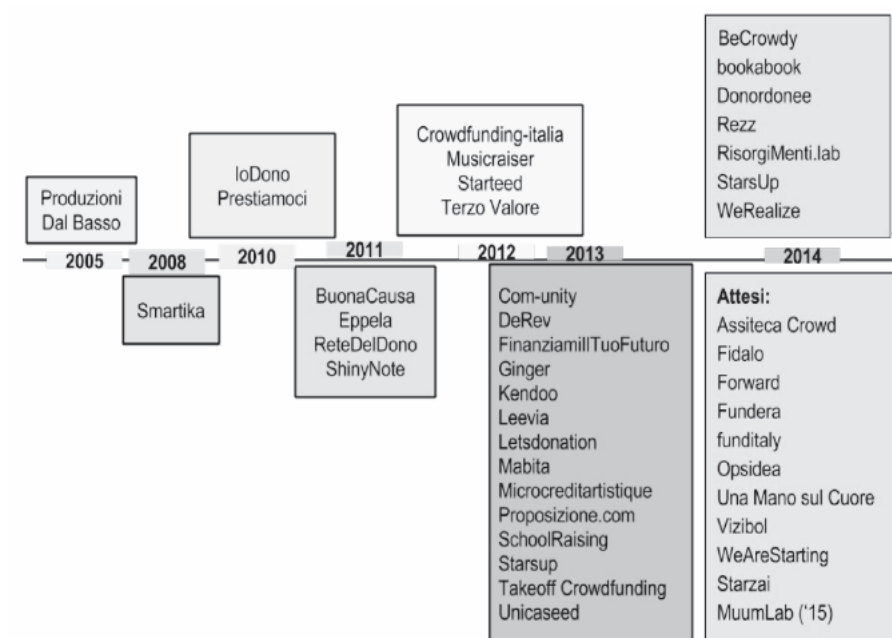 Produzioni
Dal Basso
2005
2008
Smartika
IoDono
Prestiamoci
2010
2011
BuonaCausa
Eppela
ReteDelDono
ShinyNote
Crowdfunding-italia
Musicraiser
Starteed
Terzo Valore
2012
2013
Com-unity
DeRev
FinanziamiIlTuoFuturo
Ginger
Kendoo
Leevia
Letsdonation
Mabita
Microcreditartistique
Proposizione.com
SchoolRaising
Starsup
Takeoff Crowdfunding
Unicaseed
BeCrowdy
bookabook
Donordonee
Rezz
RisorgiMenti.lab
StarsUp
WeRealize
2014
Attesi:
Assiteca Crowd
Fidalo
Forward
Fundera
funditaly
Opsidea
Una Mano sul Cuore
Vizibol
WeAreStarting
Starzai
MuumLab ('15)